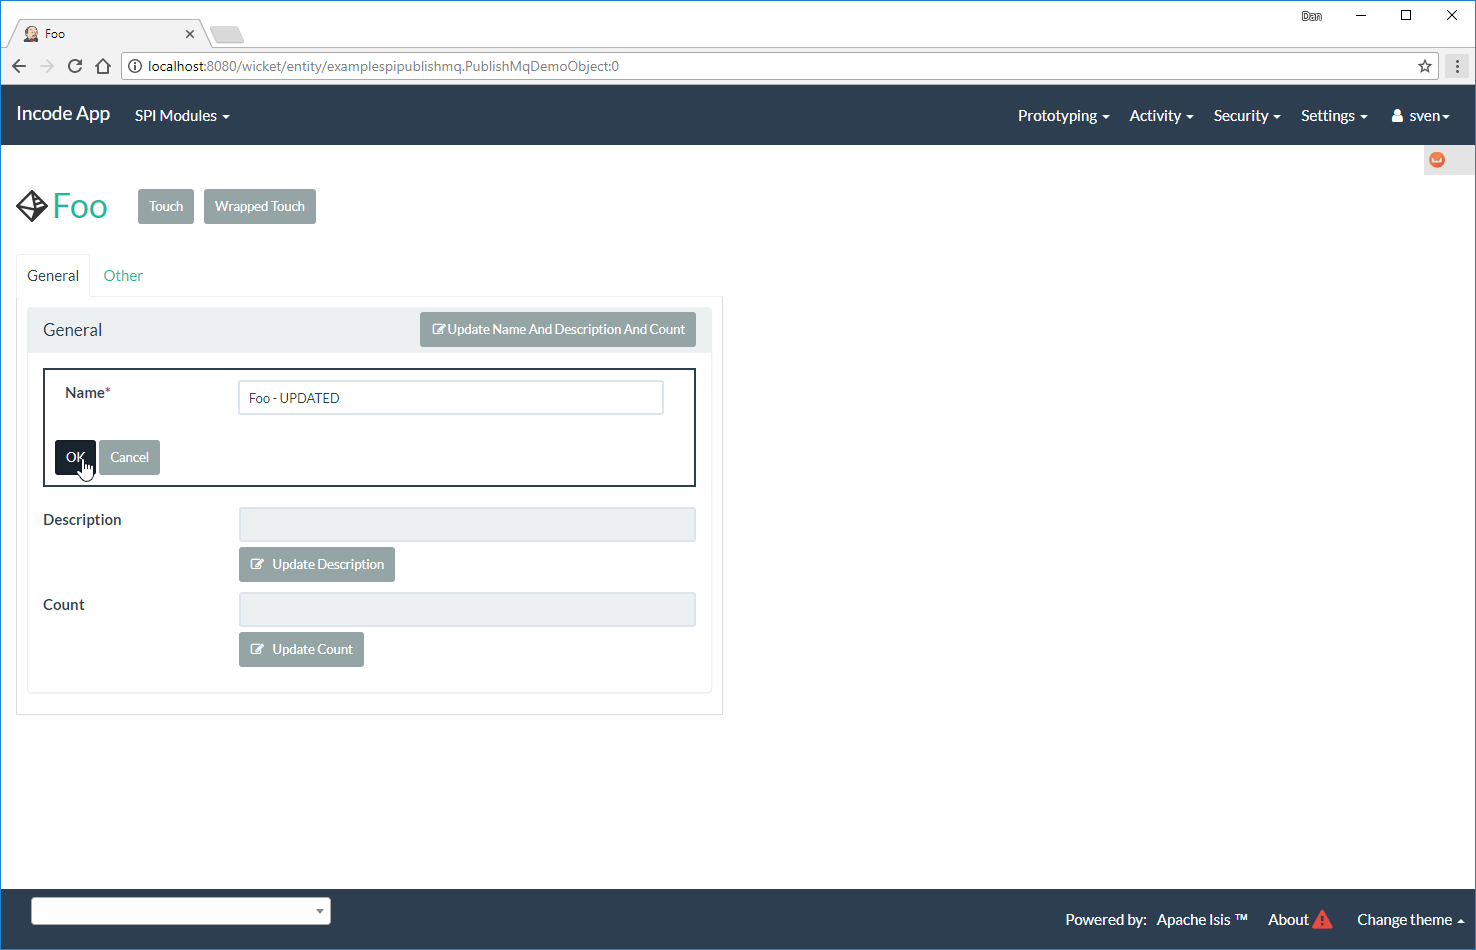 Dan
Foo
localhost:8080/wicket/entity/examplespipublishmq.PublishMqDemoObject:0
Incode App SPI Modules Prototyping Activity Security Settings sven
Foo Touch Wrapped Touch
General Other
General Update Name And Description And Count
Name* Foo - UPDATED
OK Cancel
Description
Update Description
Count
Update Count
Powered by: Apache Isis ™ About Change theme